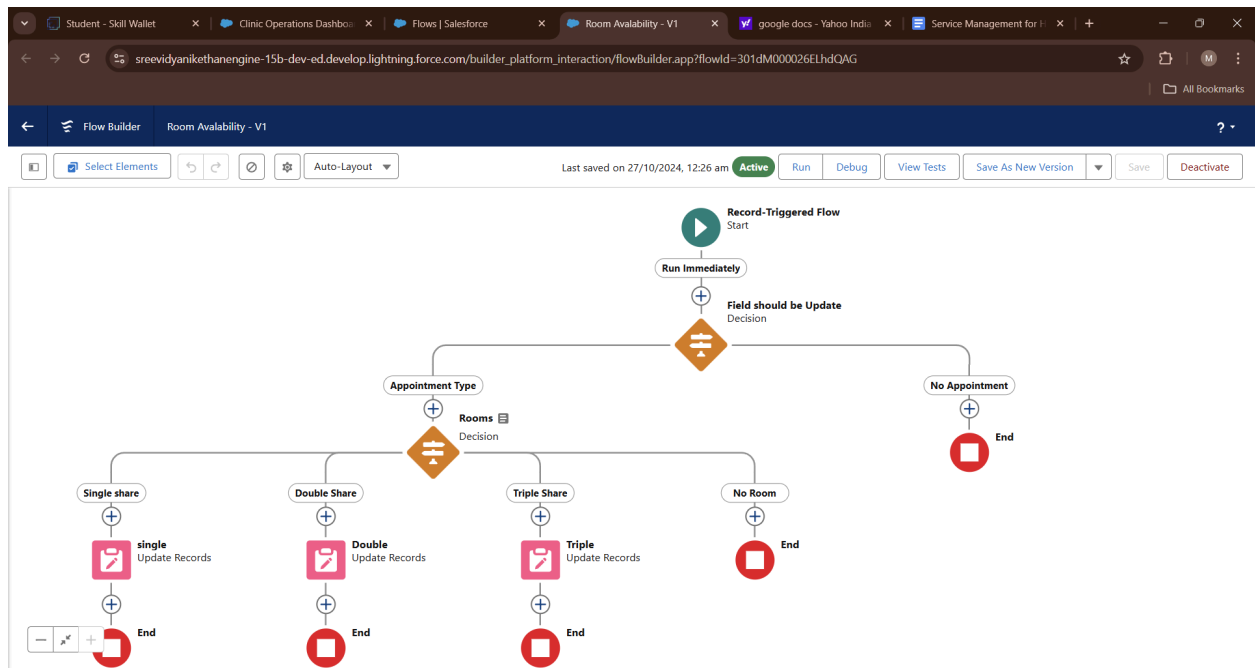 Student - Skill Wallet
Clinic Operations Dashboa
Flows | Salesforce
Room Avalability - V1
google docs - Yahoo India
Service Management for H
sreevidyanikethanengine-15b-dev-ed.develop.lightning.force.com/builder_platform_interaction/flowBuilder.app?flowId=301dM000026ELhdQAG
M
All Bookmarks
Flow Builder
Room Avalability - V1
?
Select Elements
Auto-Layout
Last saved on 27/10/2024, 12:26 am
Active
Run
Debug
View Tests
Save As New Version
Save
Deactivate
Record-Triggered Flow
Start
Run Immediately
Field should be Update
Decision
Appointment Type
No Appointment
Rooms
Decision
End
Single share
Double Share
Triple Share
No Room
single
Update Records
Double
Update Records
Triple
Update Records
End
End
End
End